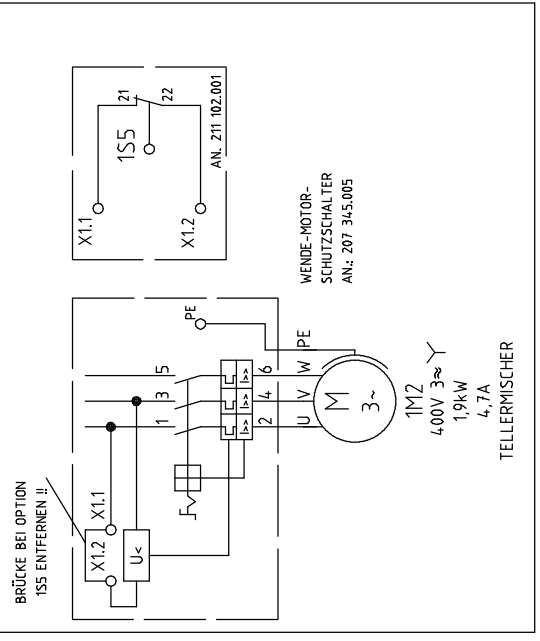 BRÜCKE BEI OPTION
1S5 ENTFERNEN !!
X1.2
X1.1
U<
1
3
5
PE
I>>
I>>
I>>
2
4
6
U
V
W
PE
M
3~
1M2
400V 3≈ Y
1,9kW
4,7A
TELLERMISCHER
X1.1
X1.2
21
22
1S5
AN. 211 102.001
WENDE-MOTOR-
SCHUTZSCHALTER
AN.: 207 345.005